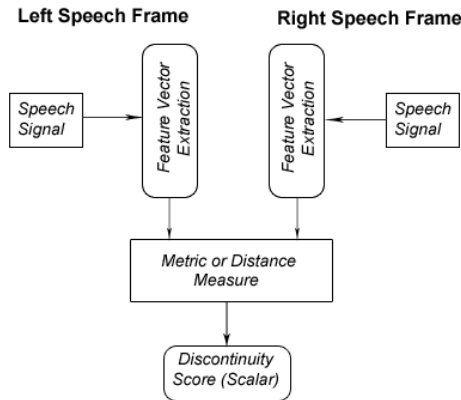 Left Speech Frame
Right Speech Frame
Speech
Signal
Feature Vector
Extraction
Feature Vector
Extraction
Speech
Signal
Metric or Distance
Measure
Discontinuity
Score (Scalar)